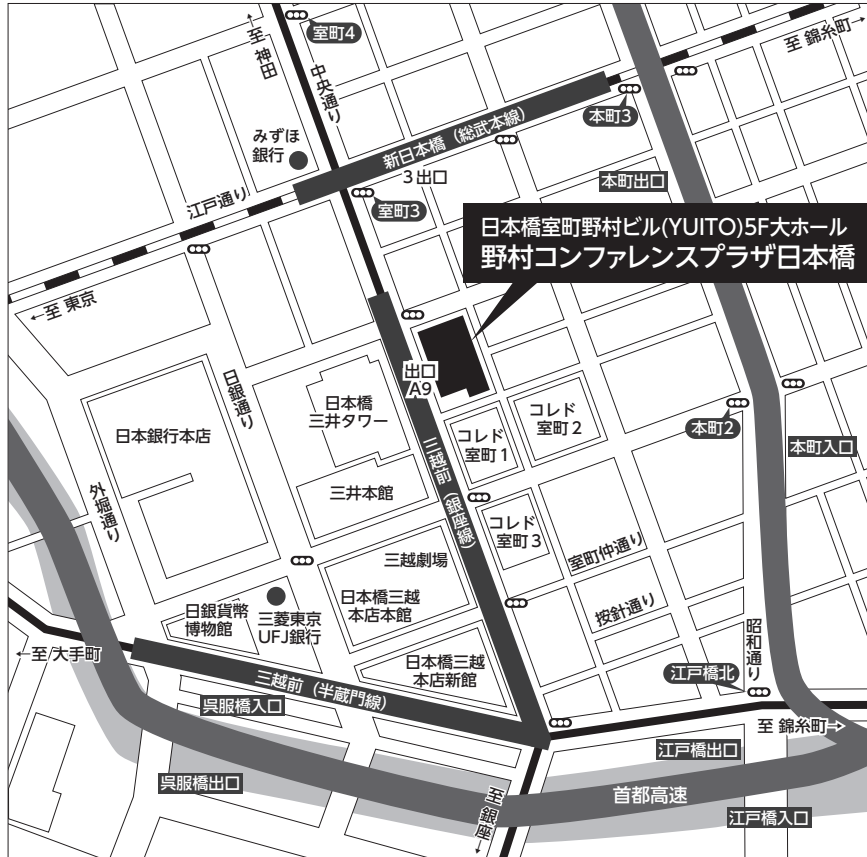 ←至 神田
室町4
中央通り
至 錦糸町→
みずほ
銀行
新日本橋(総武本線)
本町3
3出口
江戸通り
室町3
本町出口
日本橋室町野村ビル(YUITO)5F大ホール
野村コンファレンスプラザ日本橋
←至 東京
日銀通り
出口
A9
日本橋
三井タワー
コレド
室町1
コレド
室町2
本町2
本町入口
日本銀行本店
三越前(銀座線)
三井本館
外堀通り
コレド
室町3
室町仲通り
三越劇場
日本橋三越
本店本館
按針通り
日銀貨幣
博物館
三菱東京
UFJ銀行
昭和通り
←至 大手町
日本橋三越
本店新館
江戸橋北
三越前(半蔵門線)
呉服橋入口
至 錦糸町→
江戸橋出口
呉服橋出口
至 銀座→
首都高速
江戸橋入口